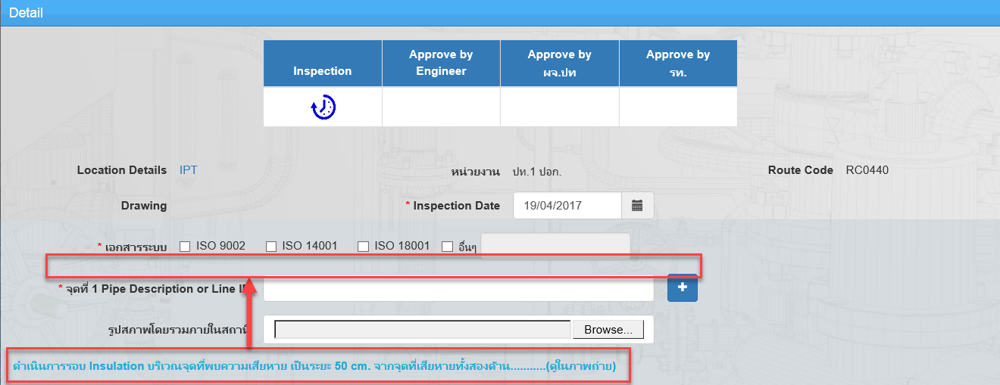 Detail
Inspection
Approve by Engineer
Approve by ผจ.ปท
Approve by รท.
Location Details IPT หน่วยงาน ปท.1 ปอก. Route Code RC0440
Drawing * Inspection Date 19/04/2017
* เอกสารระบบ ISO 9002 ISO 14001 ISO 18001 อื่นๆ
* จุดที่ 1 Pipe Description or Line
รูปสภาพโดยรวมภายในสถานี Browse...
ดำเนินการรอบ Insulation บริเวณจุดที่พบความเสียหาย เป็นระยะ 50 cm. จากจุดที่เสียหายทั้งสองด้าน...........(ดูในภาพถ่าย)